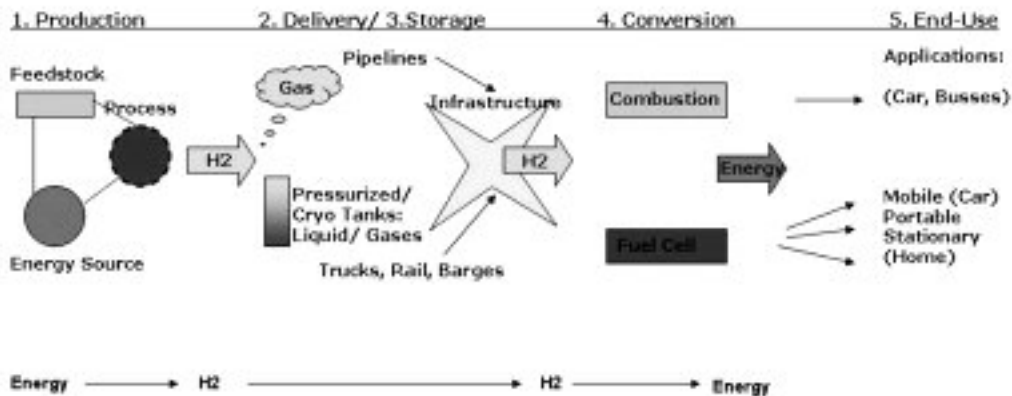 1. Production
2. Delivery/ 3.Storage
4. Conversion
5. End-Use
Feedstock
Process
Energy Source
H2
Gas
Pressurized/
Cryo Tanks:
Liquid/ Gases
Pipelines
Infrastructure
H2
Trucks, Rail, Barges
Combustion
Fuel Cell
Energy
Applications:
(Car, Busses)
Mobile (Car)
Portable
Stationary
(Home)
Energy
H2
H2
Energy